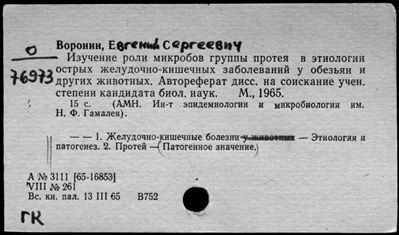 O
76973
Воронин, Евгений Сергеевич
Изучение роли микробов группы протея в этиологии
острых желудочно-кишечных заболеваний у обезьян и
других животных. Автореферат дисс. на соискание учен.
степени кандидата биол. наук. М., 1965.
15 с. (АМН. Ин-т эпидемиологии и микробиологии им.
Н. Ф. Гамалея).
— — 1. Желудочно-кишечные болезни у животных — Этиология и
патогенез. 2. Протей — (Патогенное значение.)
А № 3111 [65-16853]
VIII № 261
Вс. кн. пал. 13 III 65 В752
ГК